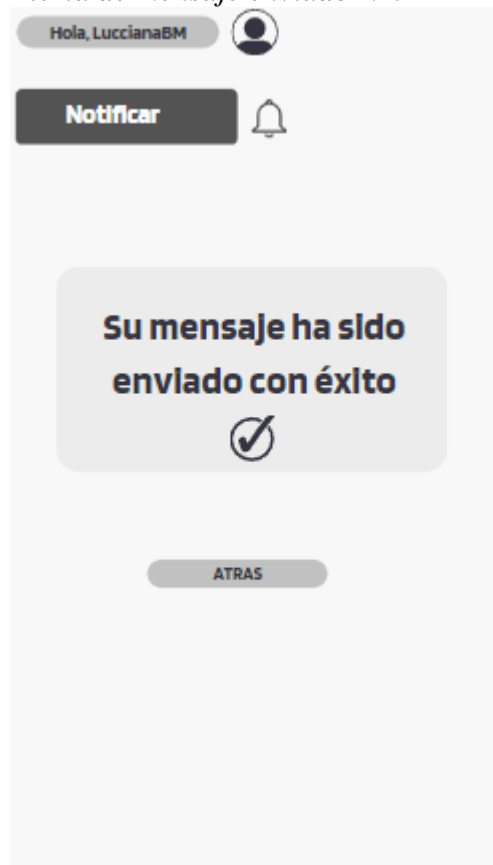 Hola, LuccianaBM
Notificar
Su mensaje ha sido
enviado con éxito
ATRAS